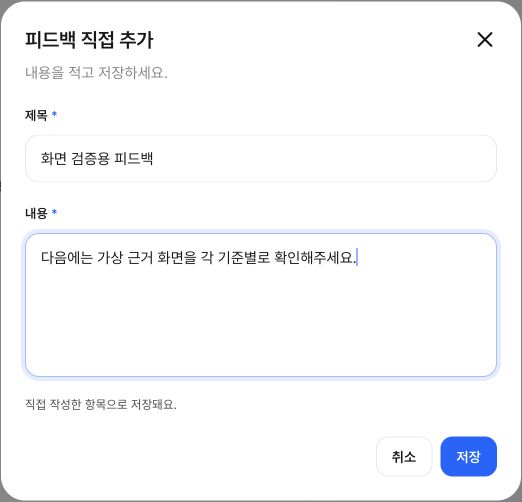 피드백 직접 추가
내용을 적고 저장하세요.
제목 *
화면 검증용 피드백
내용 *
다음에는 가상 근거 화면을 각 기준별로 확인해주세요.
직접 작성한 항목으로 저장돼요.
취소
저장